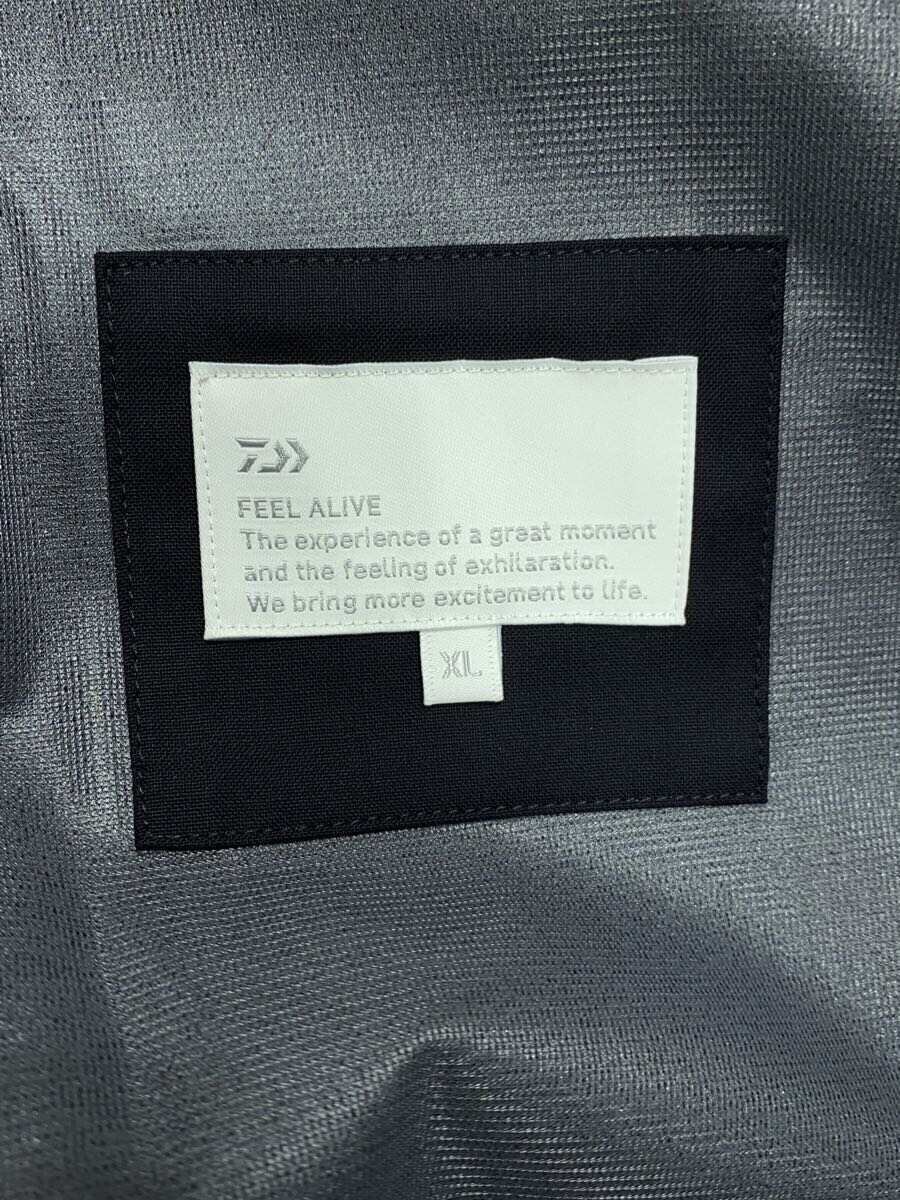 FEEL ALIVE
The experience of a great moment
and the feeling of exhilaration.
We bring more excitement to life.
XL